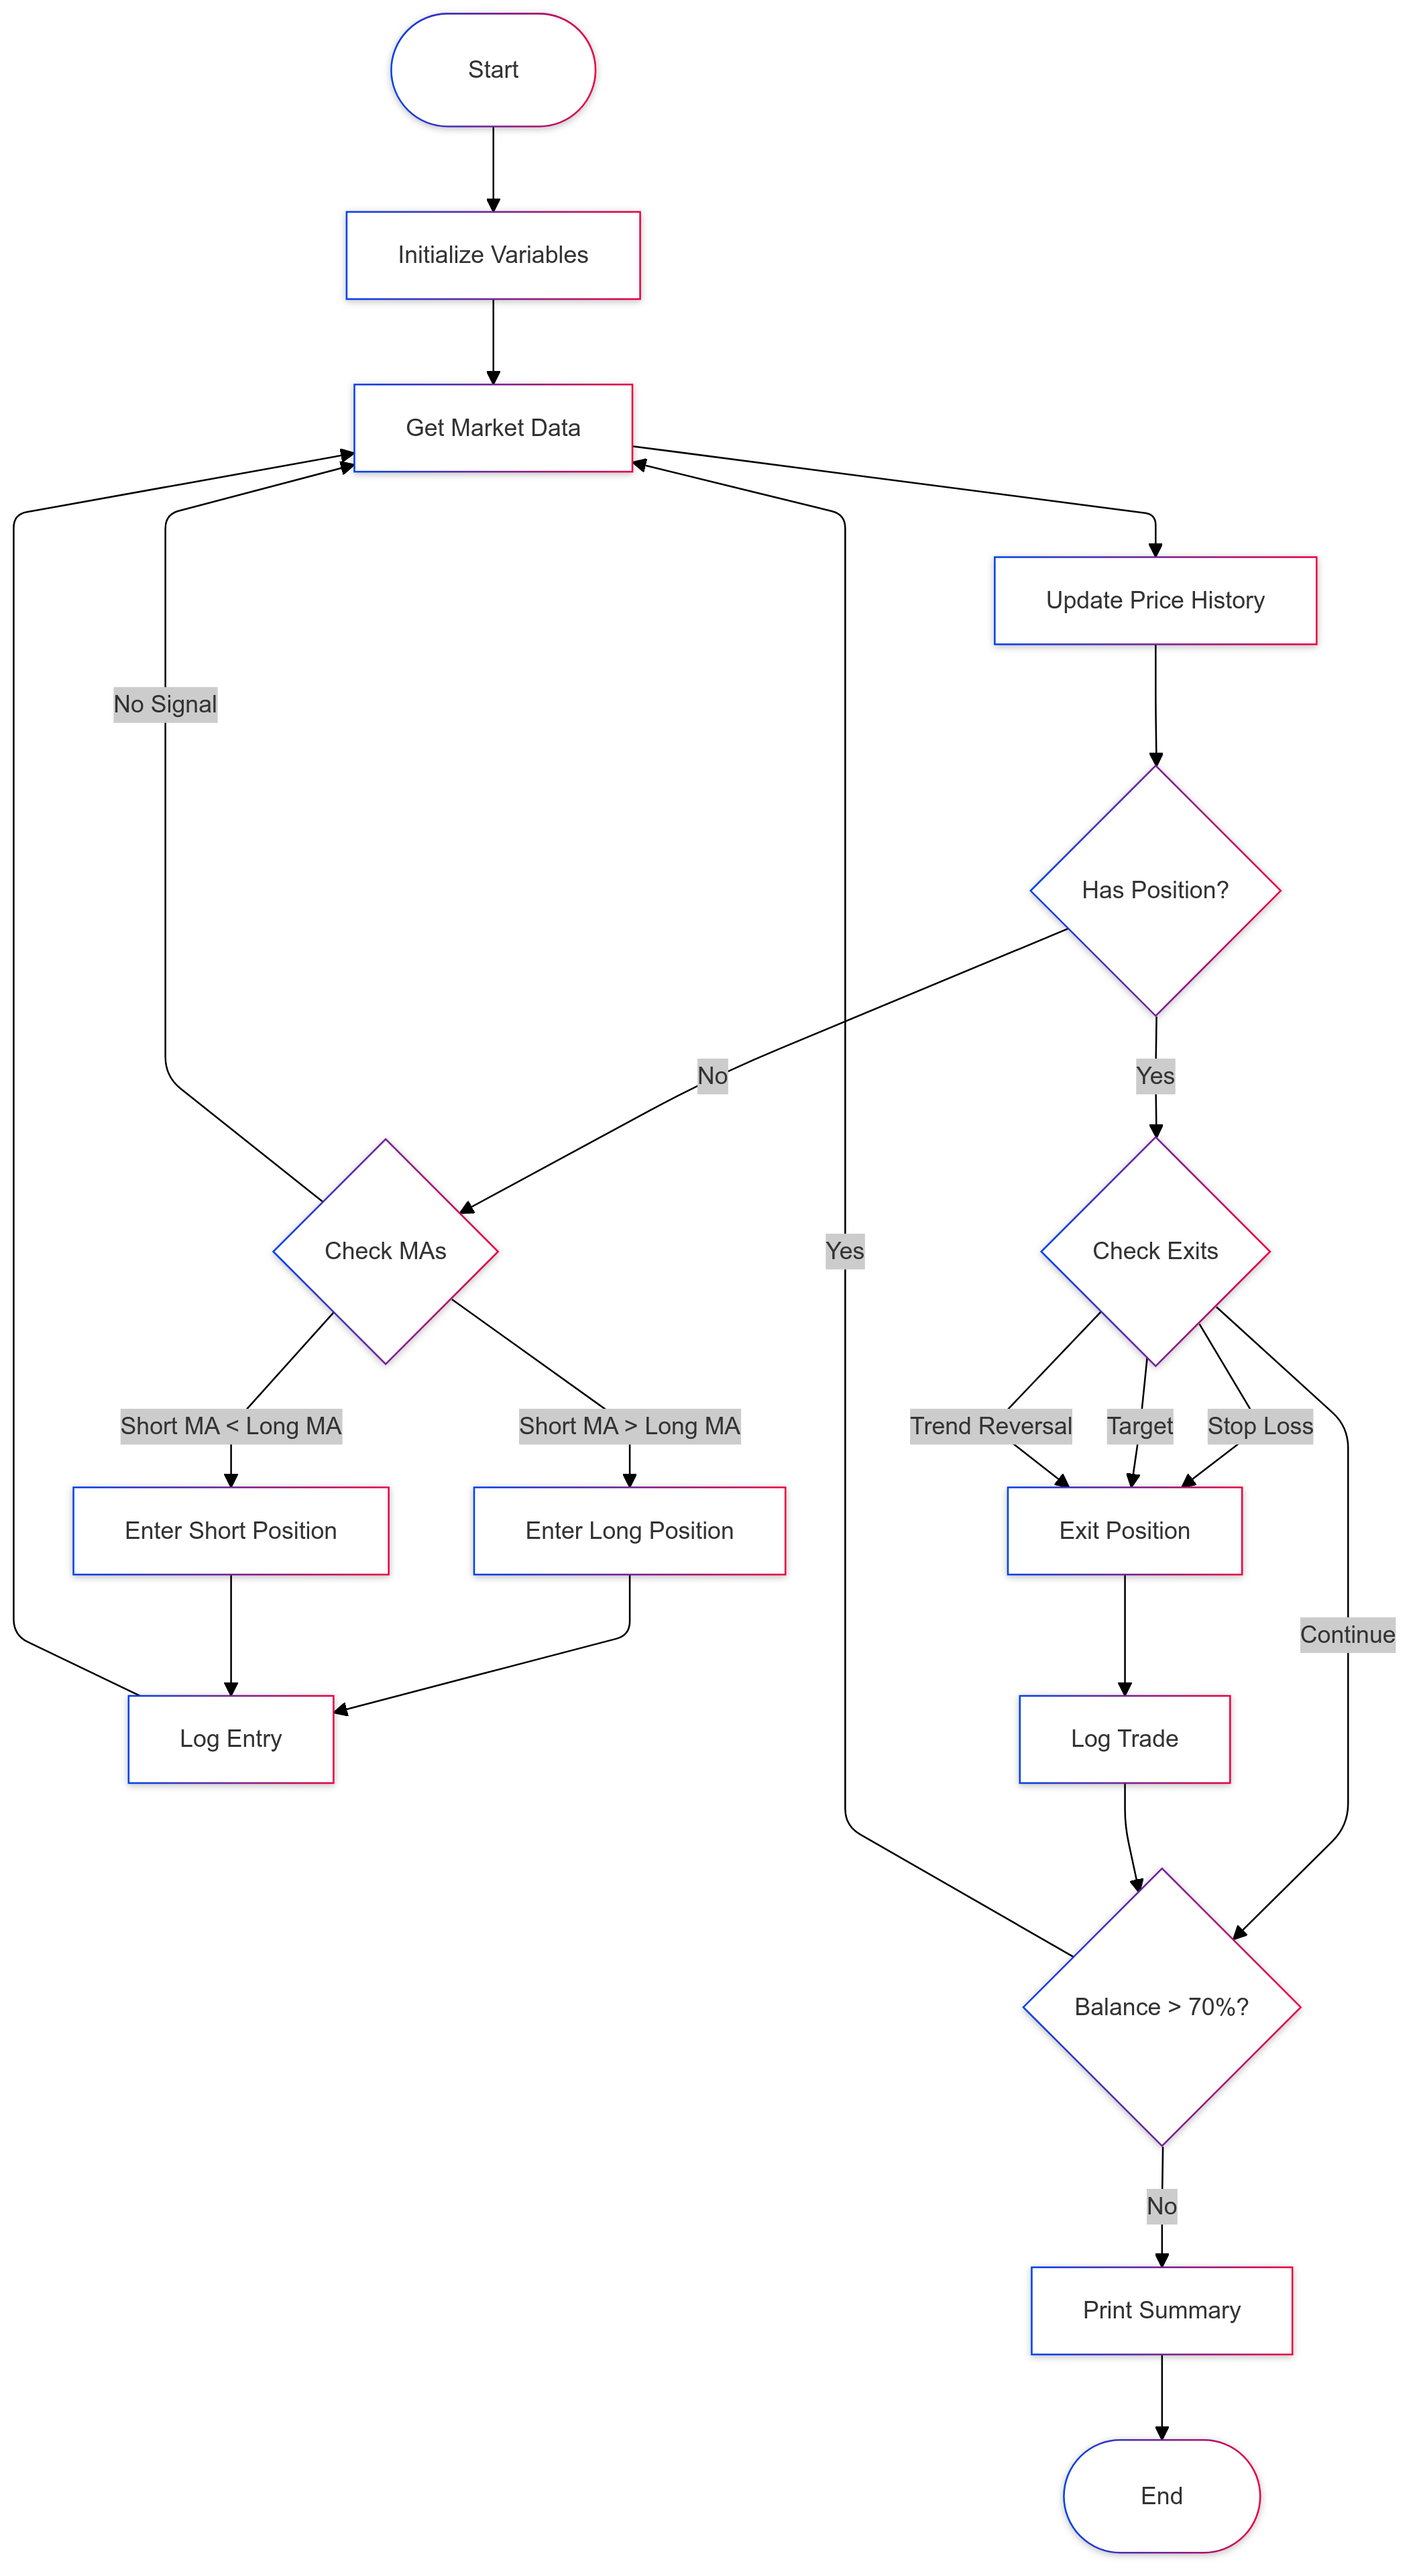 Start
Initialize Variables
Get Market Data
Update Price History
No Signal
Has Position?
No
Yes
Check MAs
Yes
Check Exits
Short MA < Long MA
Short MA > Long MA
Trend Reversal
Target
Stop Loss
Enter Short Position
Enter Long Position
Exit Position
Continue
Log Entry
Log Trade
Balance > 70%?
No
Print Summary
End